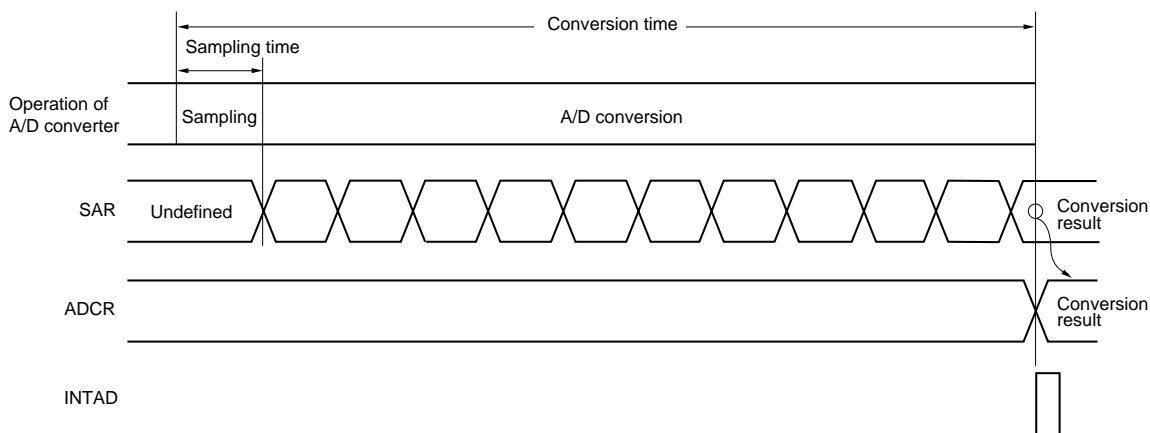 Conversion time
Sampling time
Operation of
A/D converter
Sampling
A/D conversion
SAR
Undefined
Conversion
result
ADCR
Conversion
result
INTAD